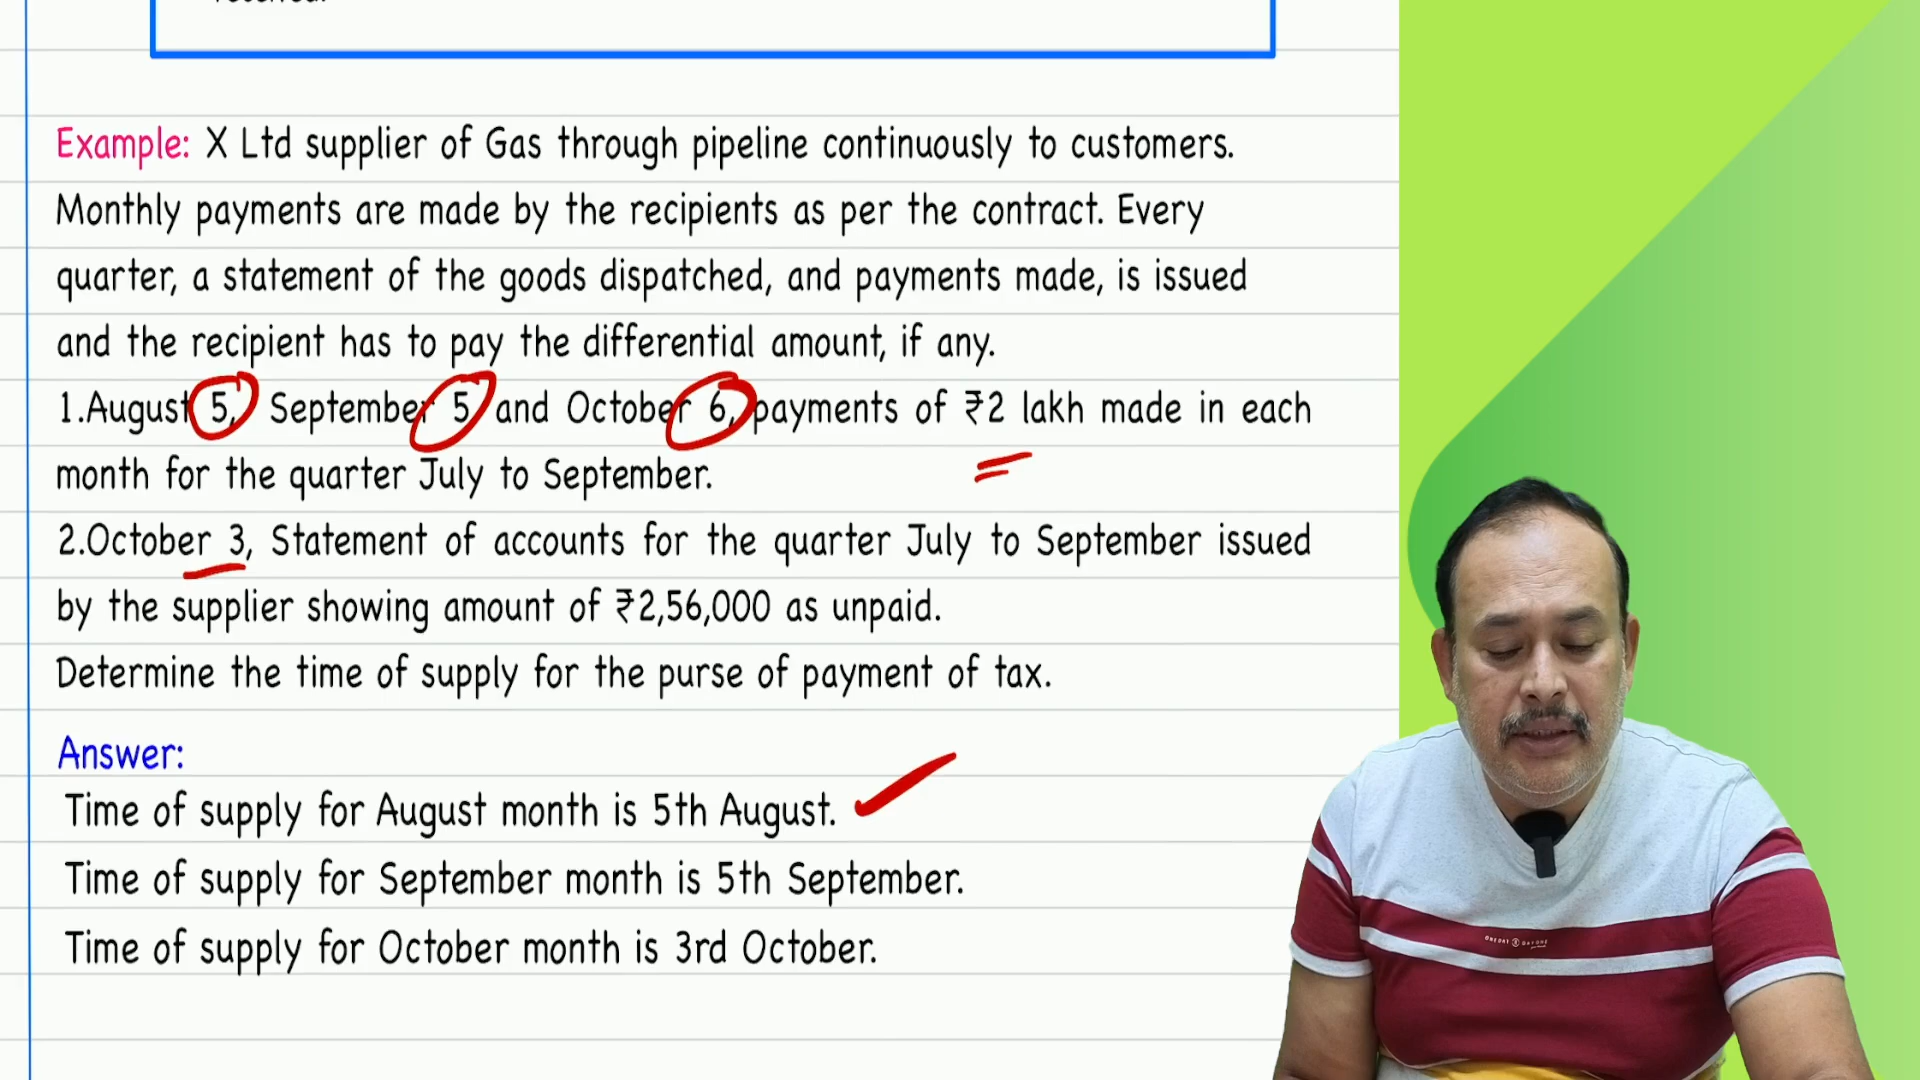 Example: X Ltd supplier of Gas through pipeline continuously to customers.
Monthly payments are made by the recipients as per the contract. Every
quarter, a statement of the goods dispatched, and payments made, is issued
and the recipient has to pay the differential amount, if any.
1.August 5, September 5 and October 6, payments of ₹2 lakh made in each
month for the quarter July to September.
2.October 3, Statement of accounts for the quarter July to September issued
by the supplier showing amount of ₹2,56,000 as unpaid.
Determine the time of supply for the purse of payment of tax.
Answer:
Time of supply for August month is 5th August.
Time of supply for September month is 5th September.
Time of supply for October month is 3rd October.